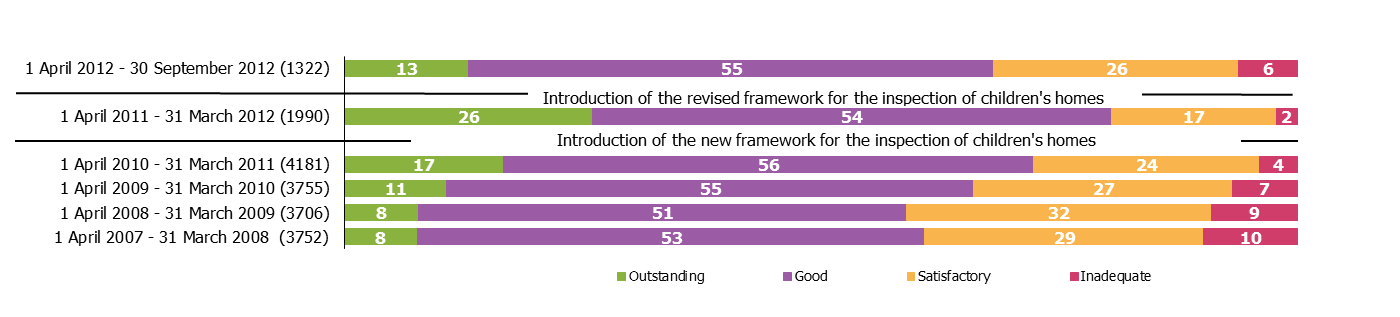 1 April 2012 - 30 September 2012 (1322) 13 55 26 6
Introduction of the revised framework for the inspection of children's homes
1 April 2011 - 31 March 2012 (1990) 26 54 17 2
Introduction of the new framework for the inspection of children's homes
1 April 2010 - 31 March 2011 (4181) 17 56 24 4
1 April 2009 - 31 March 2010 (3755) 11 55 27 7
1 April 2008 - 31 March 2009 (3706) 8 51 32 9
1 April 2007 - 31 March 2008  (3752) 8 53 29 10
Outstanding Good Satisfactory Inadequate